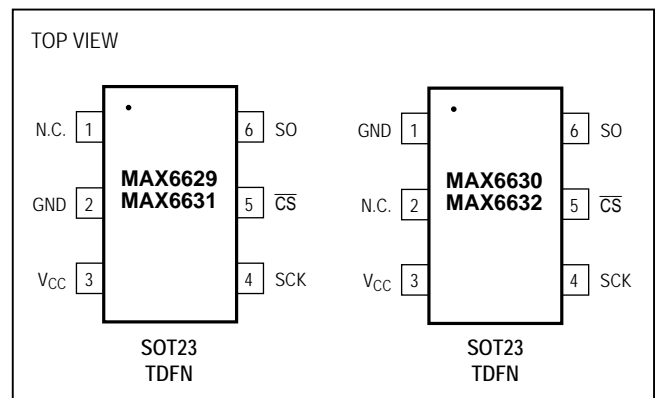 TOP VIEW
N.C. 1
6 SO
MAX6629
MAX6631
GND 2
5 CS
VCC 3
4 SCK
SOT23
TDFN
GND 1
6 SO
MAX6630
MAX6632
N.C. 2
5 CS
VCC 3
4 SCK
SOT23
TDFN